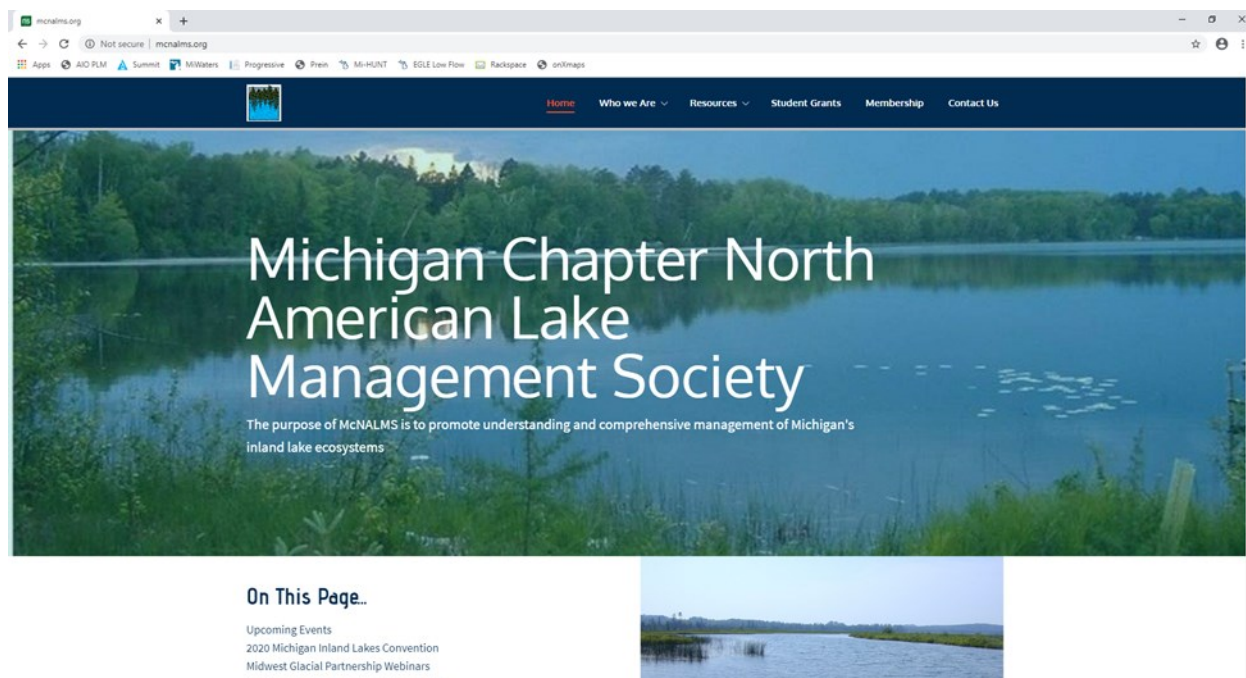 mcnalms.org
Not secure | mcnalms.org
Apps AIO PLM Summit MiWaters Progressive Prein Mi-HUNT EGLE Low Flow Rackspace onXmaps
Home Who we Are Resources Student Grants Membership Contact Us
Michigan Chapter North
American Lake
Management Society
The purpose of McNALMS is to promote understanding and comprehensive management of Michigan's
inland lake ecosystems
On This Page...
Upcoming Events
2020 Michigan Inland Lakes Convention
Midwest Glacial Partnership Webinars